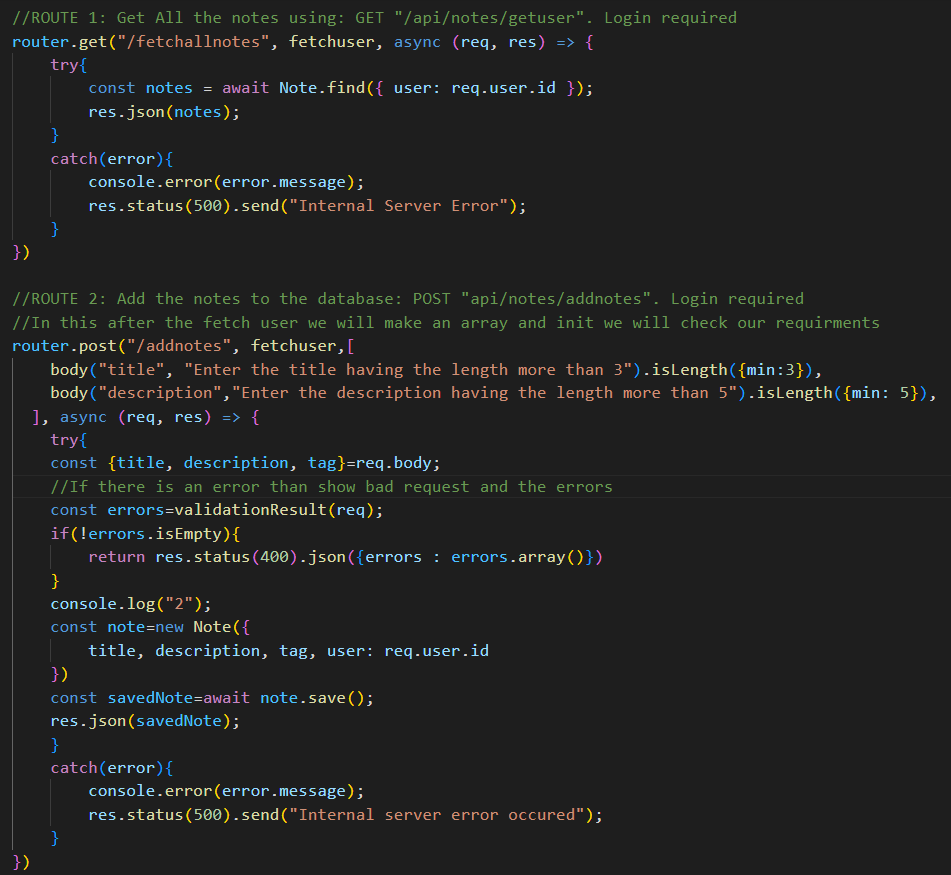 //ROUTE 1: Get All the notes using: GET "/api/notes/getuser". Login required
router.get("/fetchallnotes", fetchuser, async (req, res) => {
    try{
        const notes = await Note.find({ user: req.user.id });
        res.json(notes);
    }
    catch(error){
        console.error(error.message);
        res.status(500).send("Internal Server Error");
    }
})

//ROUTE 2: Add the notes to the database: POST "api/notes/addnotes". Login required
//In this after the fetch user we will make an array and init we will check our requirments
router.post("/addnotes", fetchuser,[
    body("title", "Enter the title having the length more than 3").isLength({min:3}),
    body("description","Enter the description having the length more than 5").isLength({min: 5}),
  ], async (req, res) => {
    try{
    const {title, description, tag}=req.body;
    //If there is an error than show bad request and the errors
    const errors=validationResult(req);
    if(!errors.isEmpty){
        return res.status(400).json({errors : errors.array()})
    }
    console.log("2");
    const note=new Note({
        title, description, tag, user: req.user.id
    })
    const savedNote=await note.save();
    res.json(savedNote);
    }
    catch(error){
        console.error(error.message);
        res.status(500).send("Internal server error occured");
    }
})